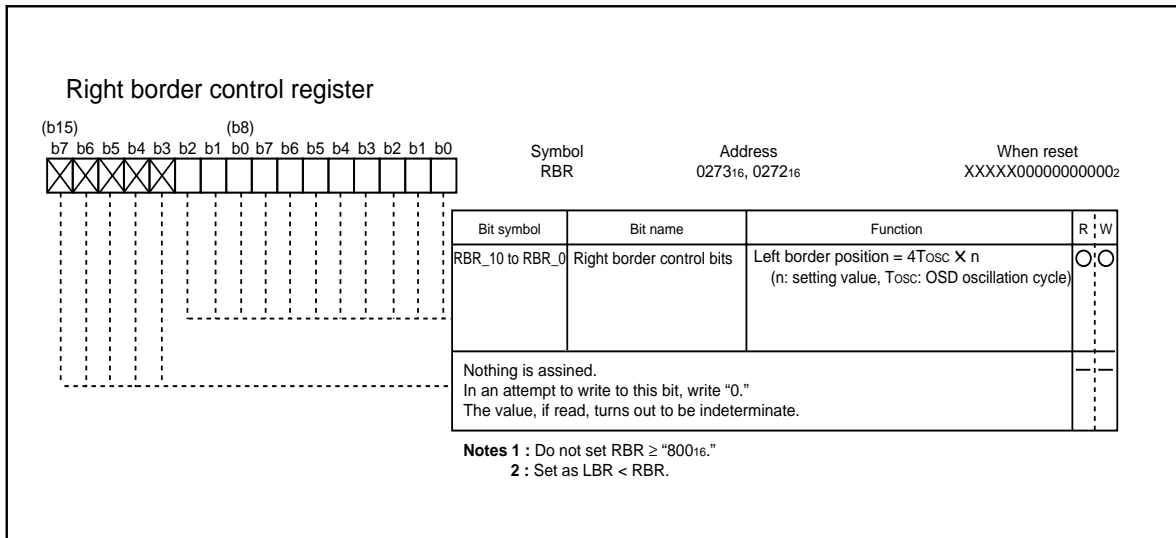 Right border control register
(b15) (b8)
b7 b6 b5 b4 b3 b2 b1 b0 b7 b6 b5 b4 b3 b2 b1 b0
Symbol Address When reset
RBR 027316, 027216 XXXXX000000000002
Bit symbol Bit name Function R W
RBR_10 to RBR_0 Right border control bits Left border position = 4Tosc X n
(n: setting value, Tosc: OSD oscillation cycle)
Nothing is assined.
In an attempt to write to this bit, write “0.”
The value, if read, turns out to be indeterminate.
Notes 1 : Do not set RBR ≥ “80016.”
2 : Set as LBR < RBR.